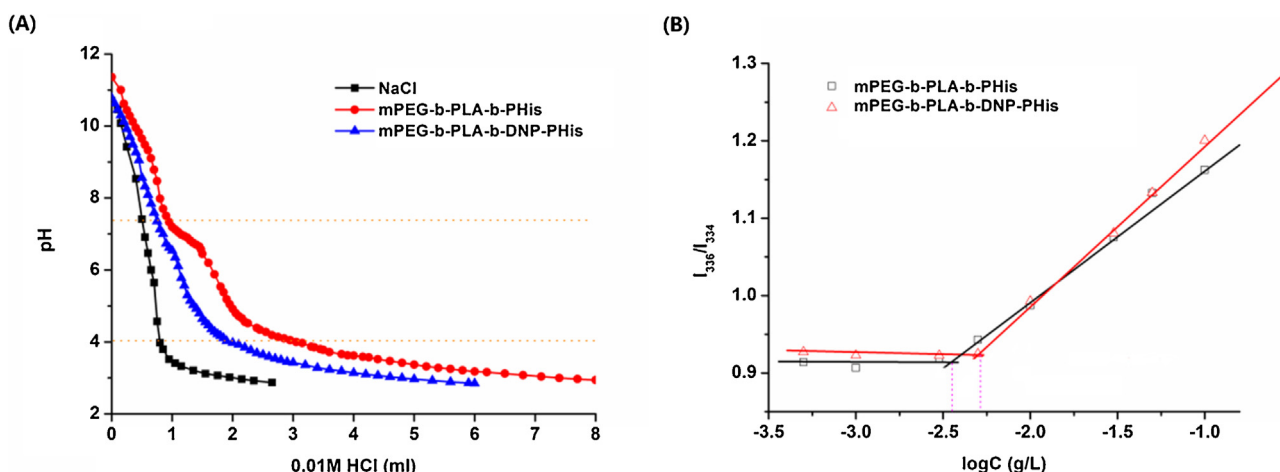 (A)
12
10
8
6
4
2
pH
0
1
2
3
4
5
6
7
8
0.01M HCl (ml)
NaCl
mPEG-b-PLA-b-PHis
mPEG-b-PLA-b-DNP-PHis
(B)
1.3
1.2
1.1
1.0
0.9
I336/I334
-3.5
-3.0
-2.5
-2.0
-1.5
-1.0
logC (g/L)
mPEG-b-PLA-b-PHis
mPEG-b-PLA-b-DNP-PHis